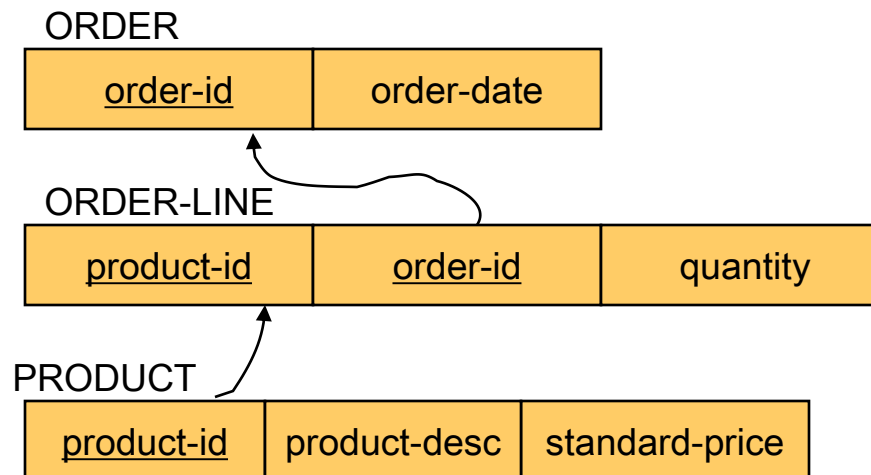 ORDER
order-id order-date
ORDER-LINE
product-id order-id quantity
PRODUCT
product-id product-desc standard-price